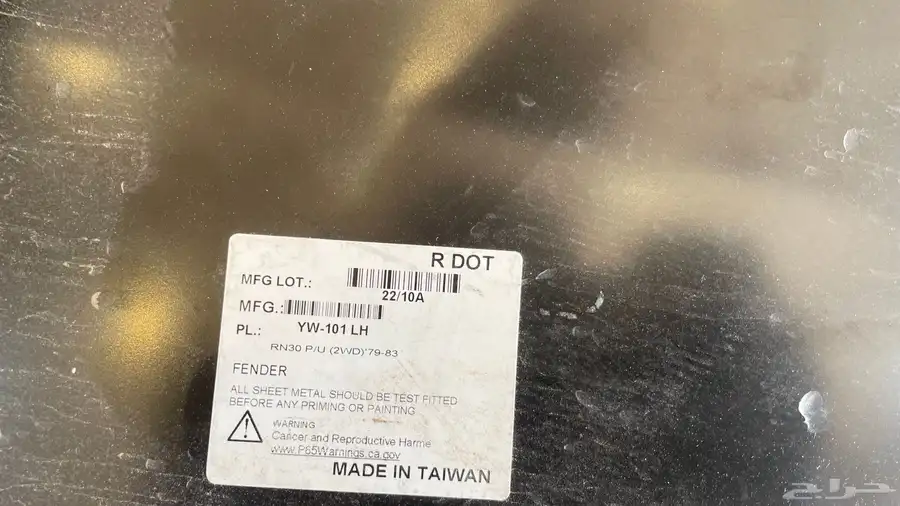 R DOT
MFG LOT.:
22/10A
MFG.:
PL.: YW-101 LH
RN30 P/U (2WD)'79-83
FENDER
ALL SHEET METAL SHOULD BE TEST FITTED
BEFORE ANY PRIMING OR PAINTING
WARNING
Cancer and Reproductive Harme
www.P65Warnings.ca.gov
MADE IN TAIWAN
حراج